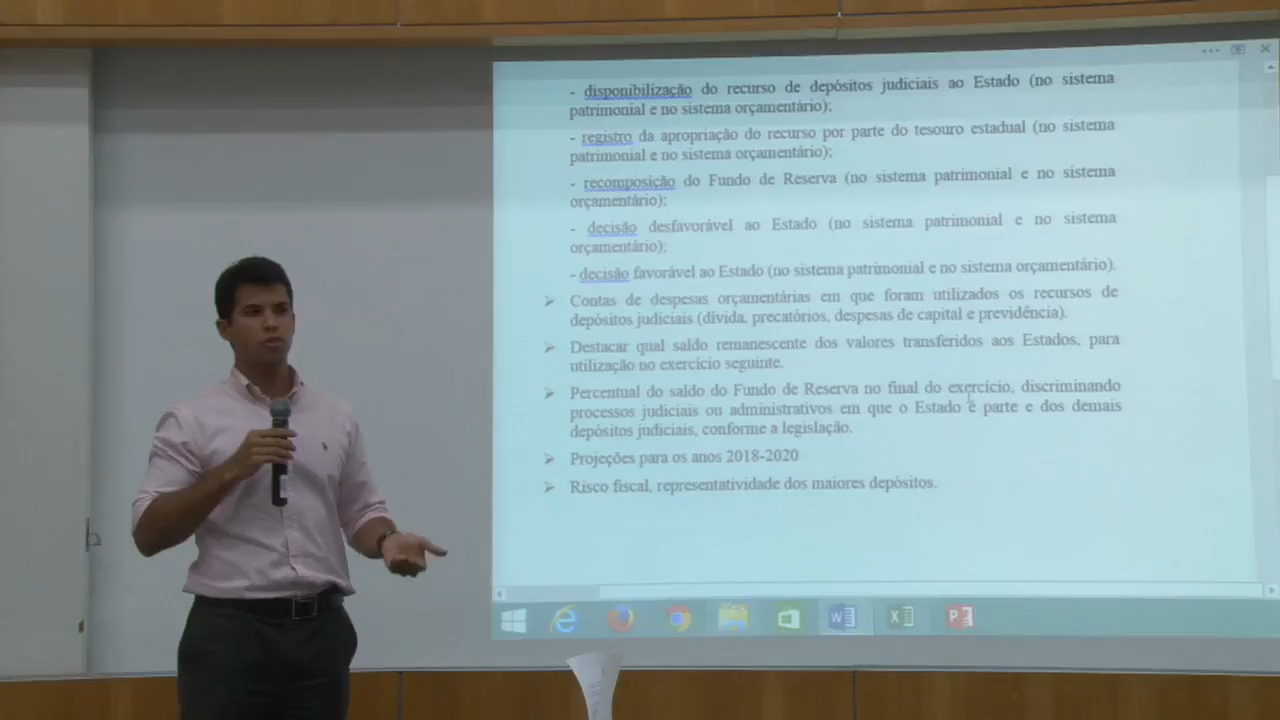 - disponibilização do recurso de depósitos judiciais ao Estado (no sistema
patrimonial e no sistema orçamentário);
- registro da apropriação do recurso por parte do tesouro estadual (no sistema
patrimonial e no sistema orçamentário);
- recomposição do Fundo de Reserva (no sistema patrimonial e no sistema
orçamentário);
- decisão desfavorável ao Estado (no sistema patrimonial e no sistema
orçamentário);
- decisão favorável ao Estado (no sistema patrimonial e no sistema orçamentário).
➢ Contas de despesas orçamentárias em que foram utilizados os recursos de
depósitos judiciais (dívida, precatórios, despesas de capital e previdência).
➢ Destacar qual saldo remanescente dos valores transferidos aos Estados, para
utilização no exercício seguinte.
➢ Percentual do saldo do Fundo de Reserva no final do exercício, discriminando
processos judiciais ou administrativos em que o Estado é parte e dos demais
depósitos judiciais, conforme a legislação.
➢ Projeções para os anos 2018-2020
➢ Risco fiscal, representatividade dos maiores depósitos.